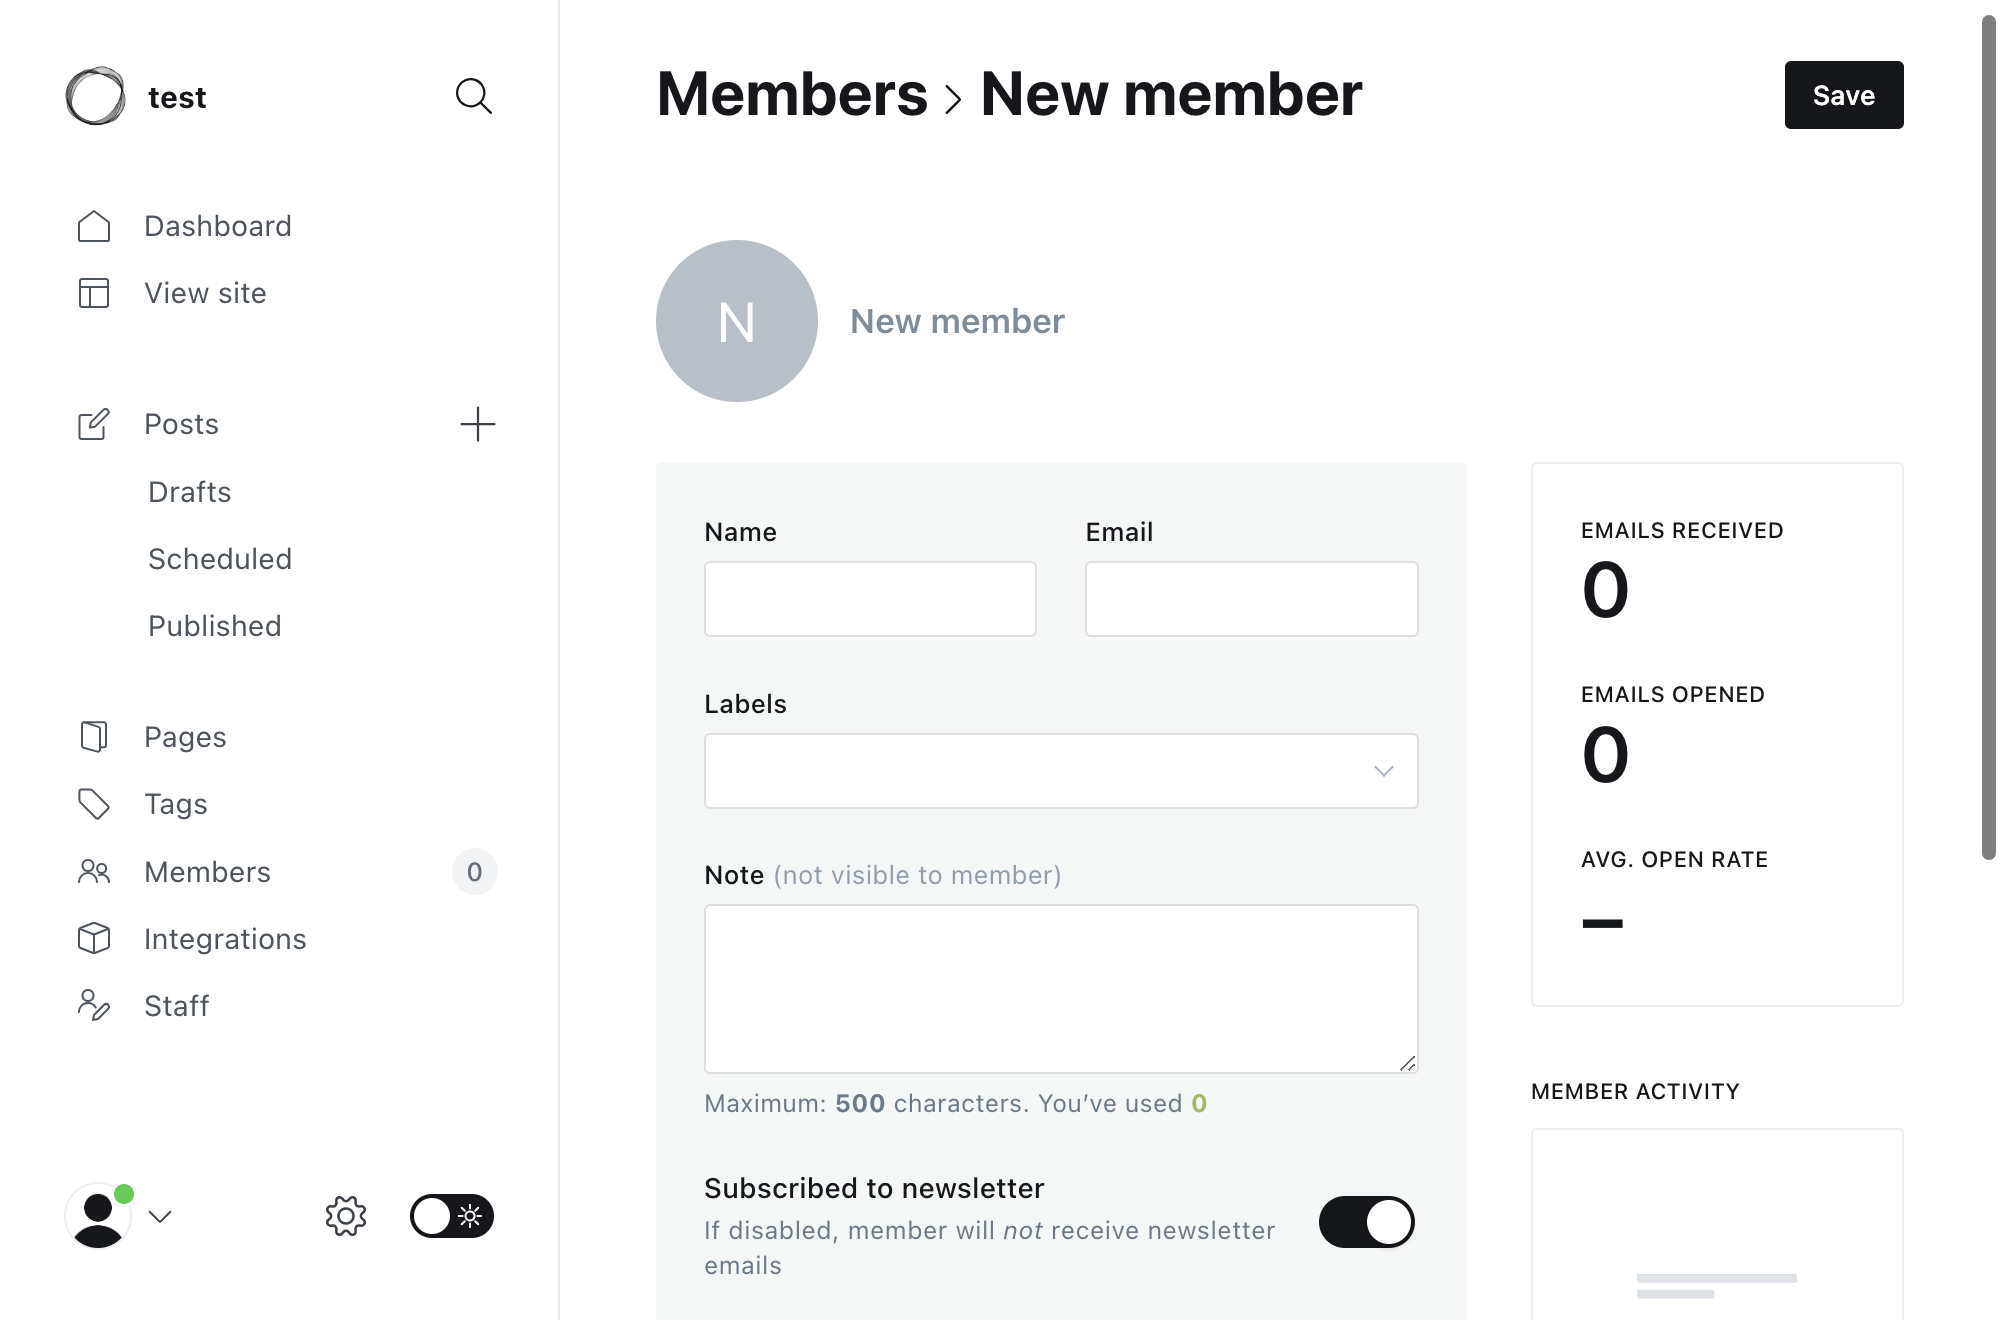 test
Dashboard
View site
Posts
Drafts
Scheduled
Published
Pages
Tags
Members 0
Integrations
Staff
Members › New member
Save
N
New member
Name
Email
Labels
Note (not visible to member)
Maximum: 500 characters. You’ve used 0
Subscribed to newsletter
If disabled, member will not receive newsletter
emails
EMAILS RECEIVED
0
EMAILS OPENED
0
AVG. OPEN RATE
–
MEMBER ACTIVITY